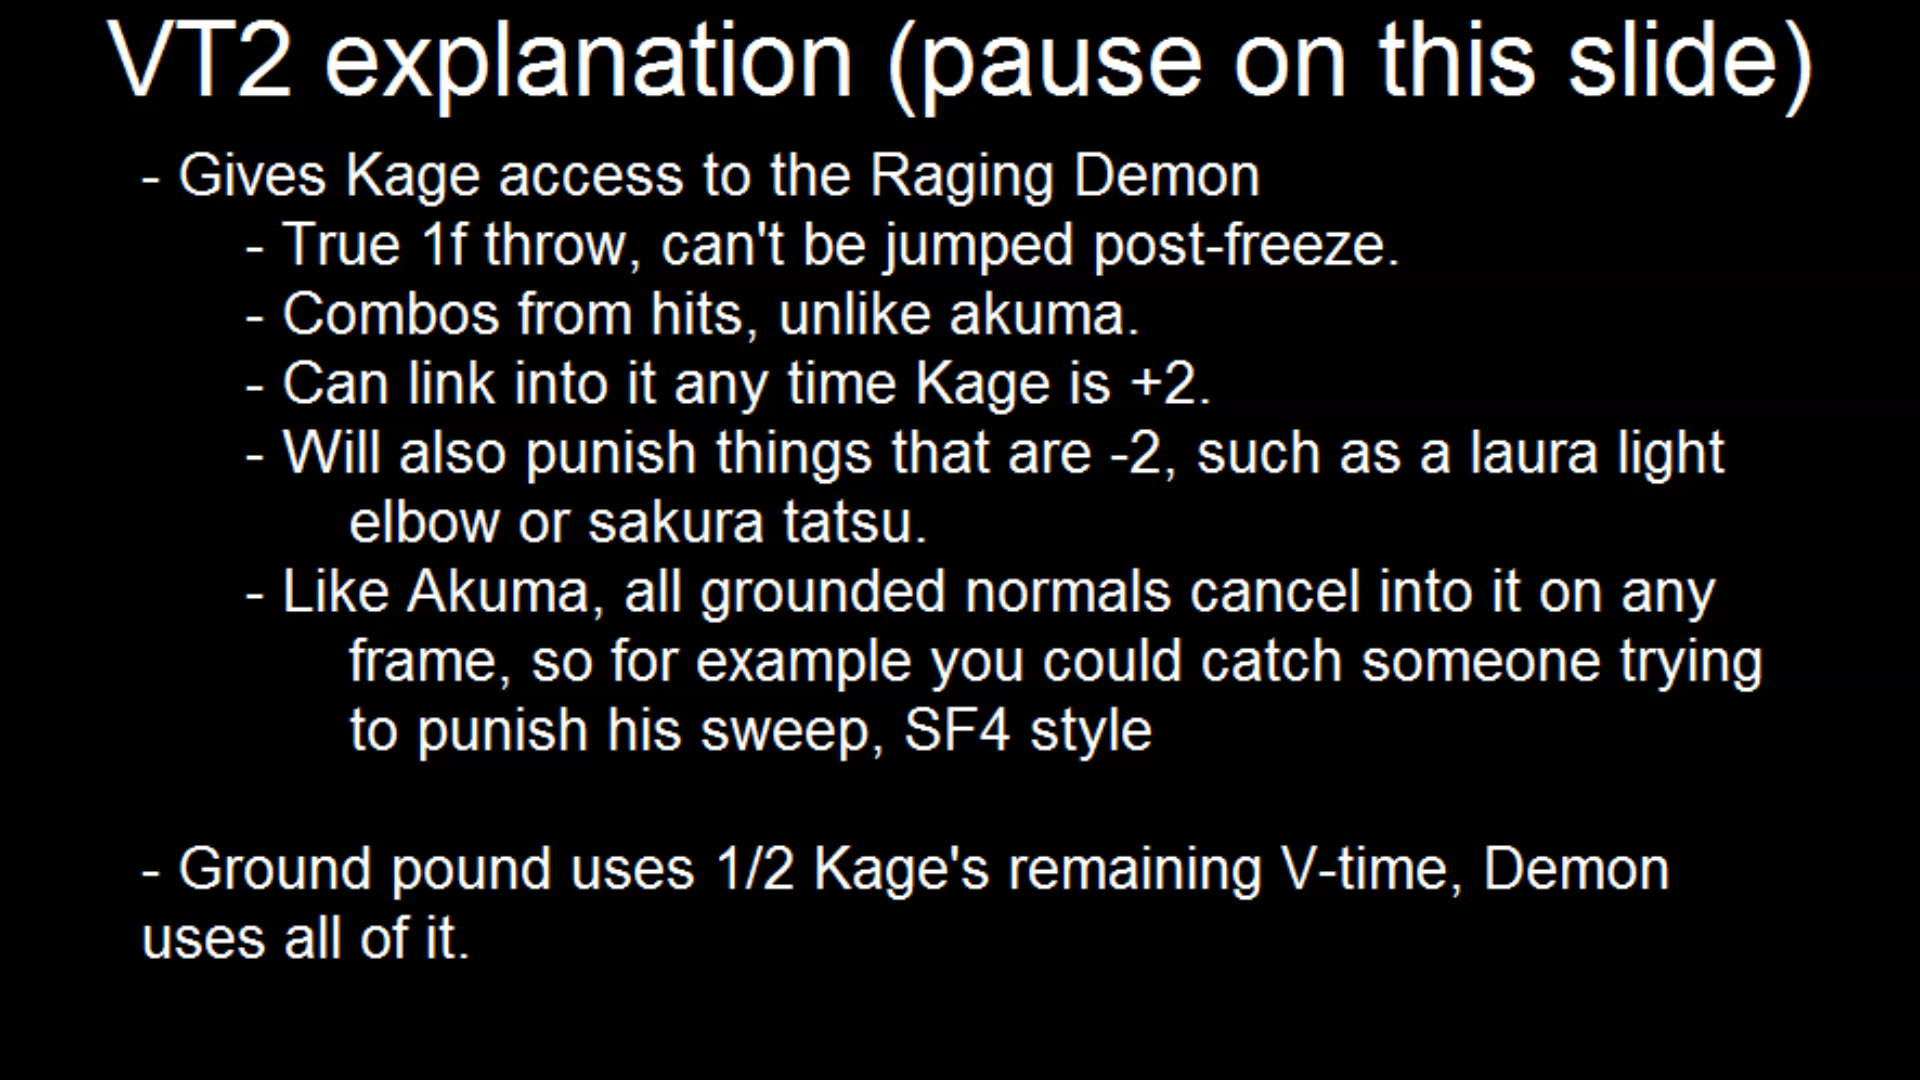 VT2 explanation (pause on this slide)
- Gives Kage access to the Raging Demon
- True 1f throw, can't be jumped post-freeze.
- Combos from hits, unlike akuma.
- Can link into it any time Kage is +2.
- Will also punish things that are -2, such as a laura light
elbow or sakura tatsu.
- Like Akuma, all grounded normals cancel into it on any
frame, so for example you could catch someone trying
to punish his sweep, SF4 style
- Ground pound uses 1/2 Kage's remaining V-time, Demon
uses all of it.